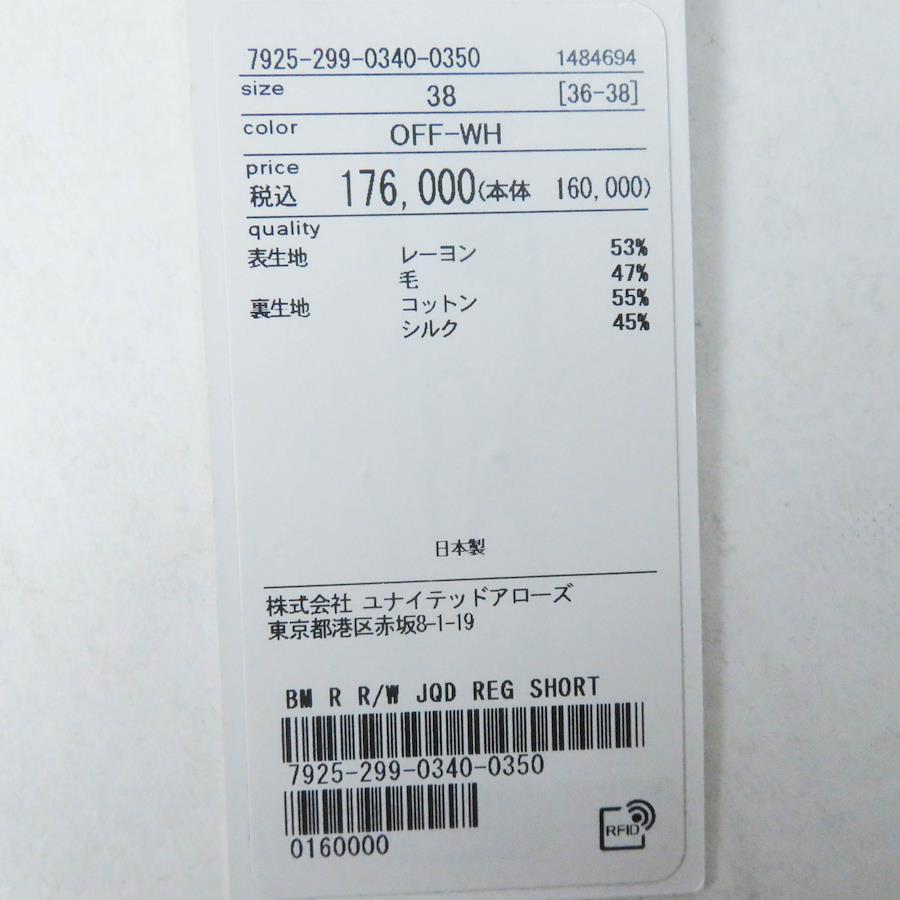 7925-299-0340-0350 1484694
size 38 [36-38]
color OFF-WH
price
税込 176,000(本体 160,000)
quality
表生地 レーヨン 53%
毛 47%
裏生地 コットン 55%
シルク 45%
日本製
株式会社 ユナイテッドアローズ
東京都港区赤坂8-1-19
BM R R/W JQD REG SHORT
7925-299-0340-0350
0160000
RFID